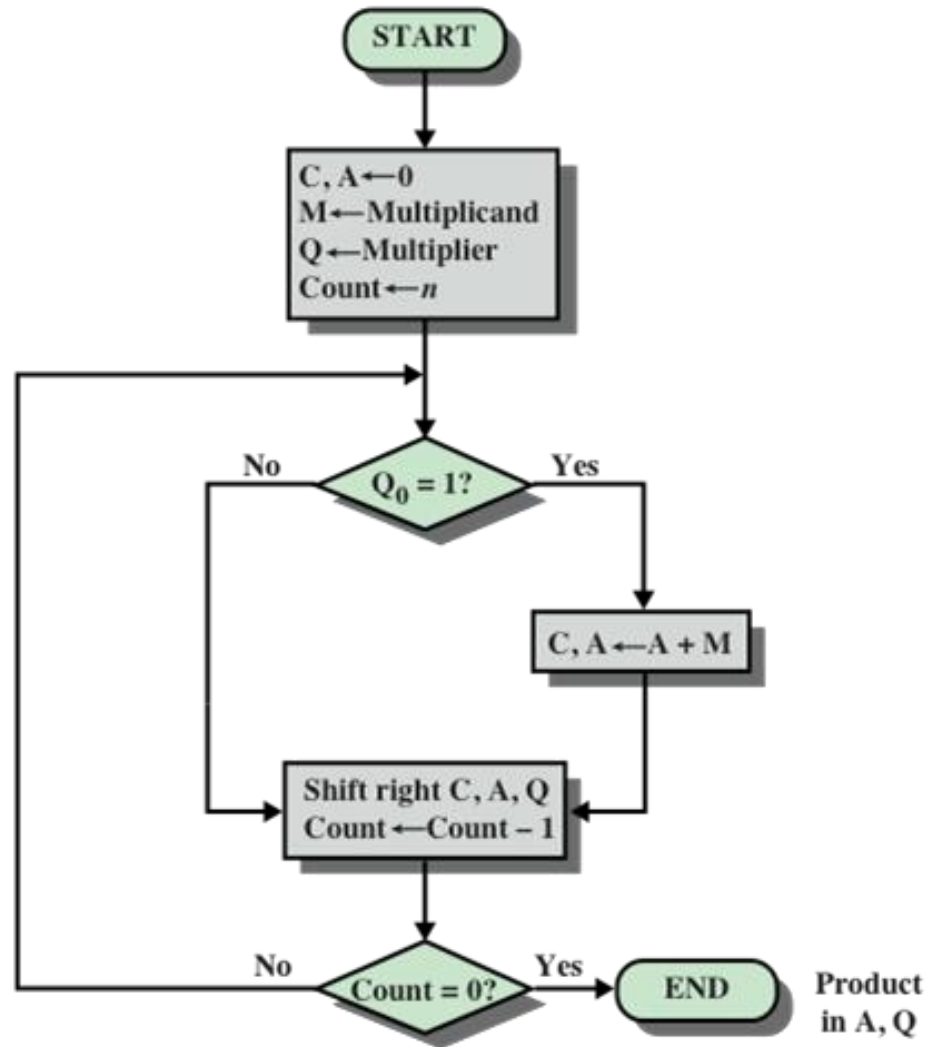 START
C, A←0
M←Multiplicand
Q←Multiplier
Count←n
No
Yes
Q₀ = 1?
C, A←A + M
Shift right C, A, Q
Count←Count – 1
No
Yes
Count = 0?
END
Product
in A, Q